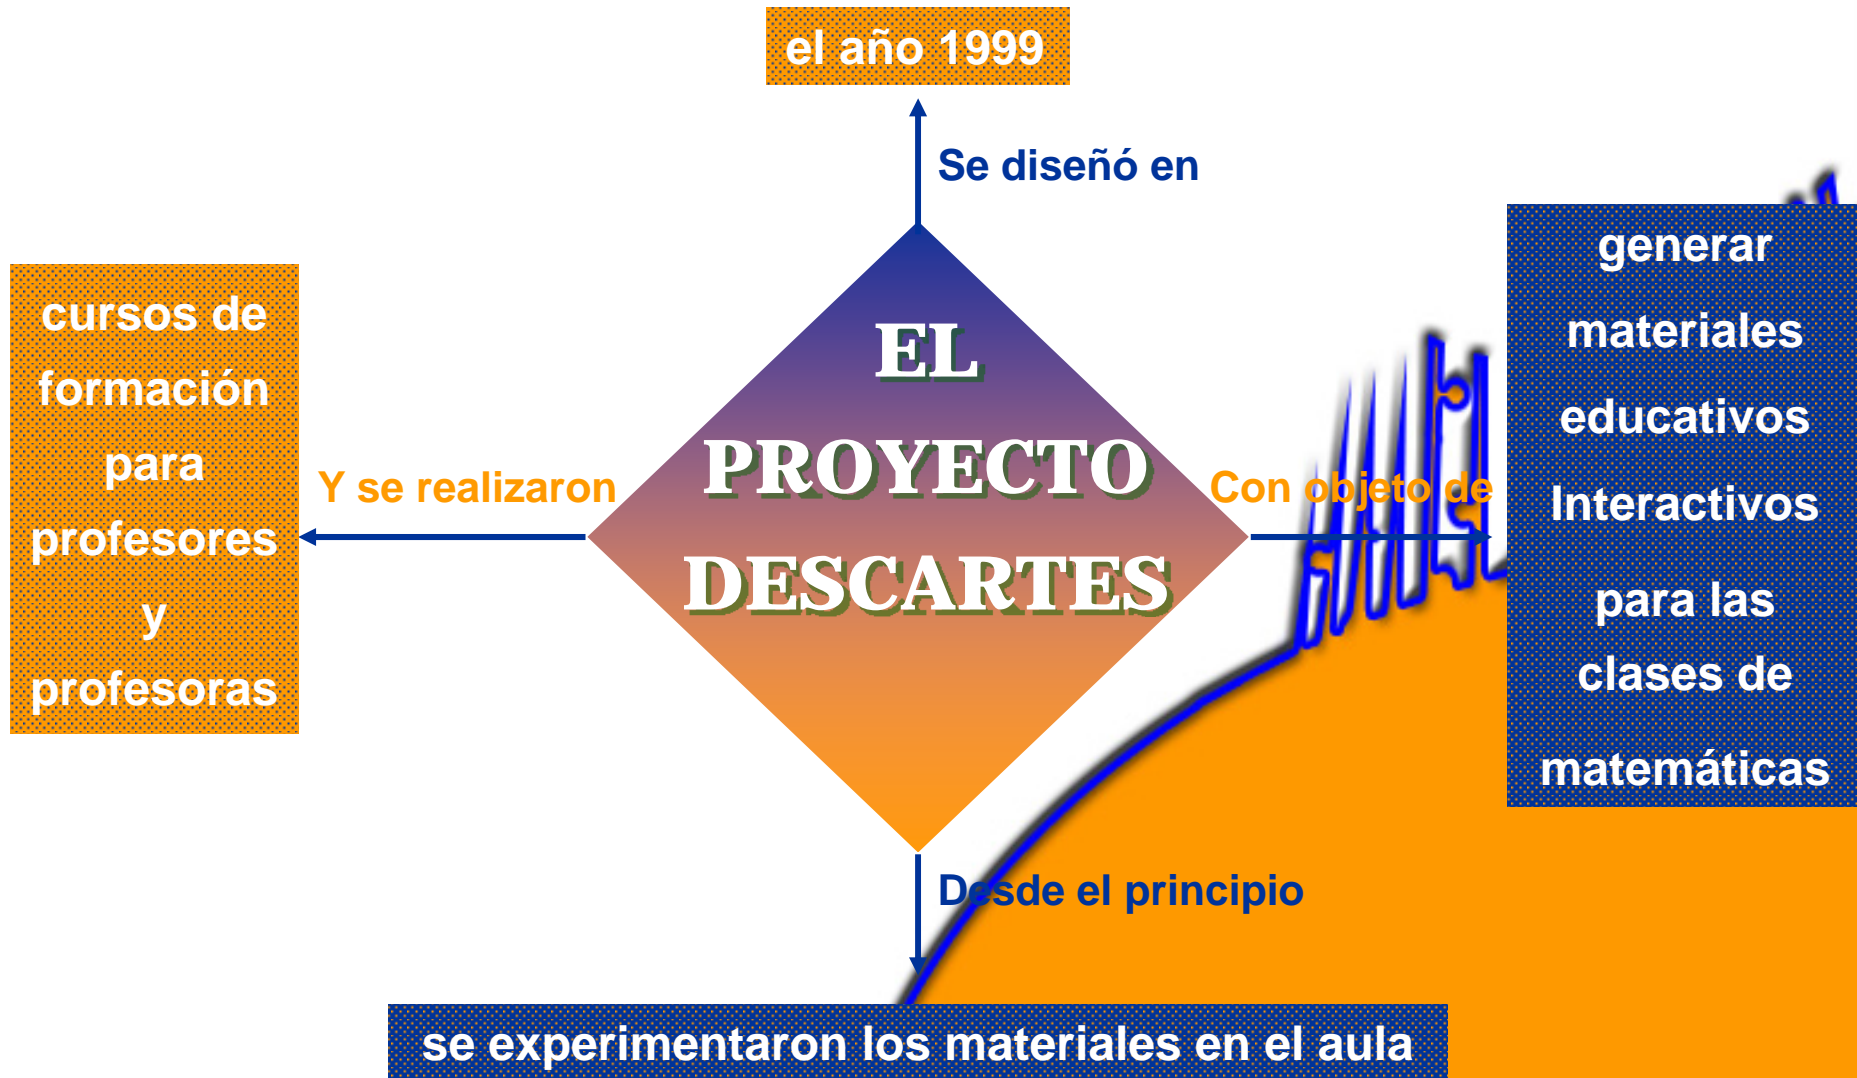 el año 1999
Se diseñó en
EL
PROYECTO
DESCARTES
Con objeto de
generar
materiales
educativos
Interactivos
para las
clases de
matemáticas
Desde el principio
se experimentaron los materiales en el aula
Y se realizaron
cursos de
formación
para
profesores
y
profesoras